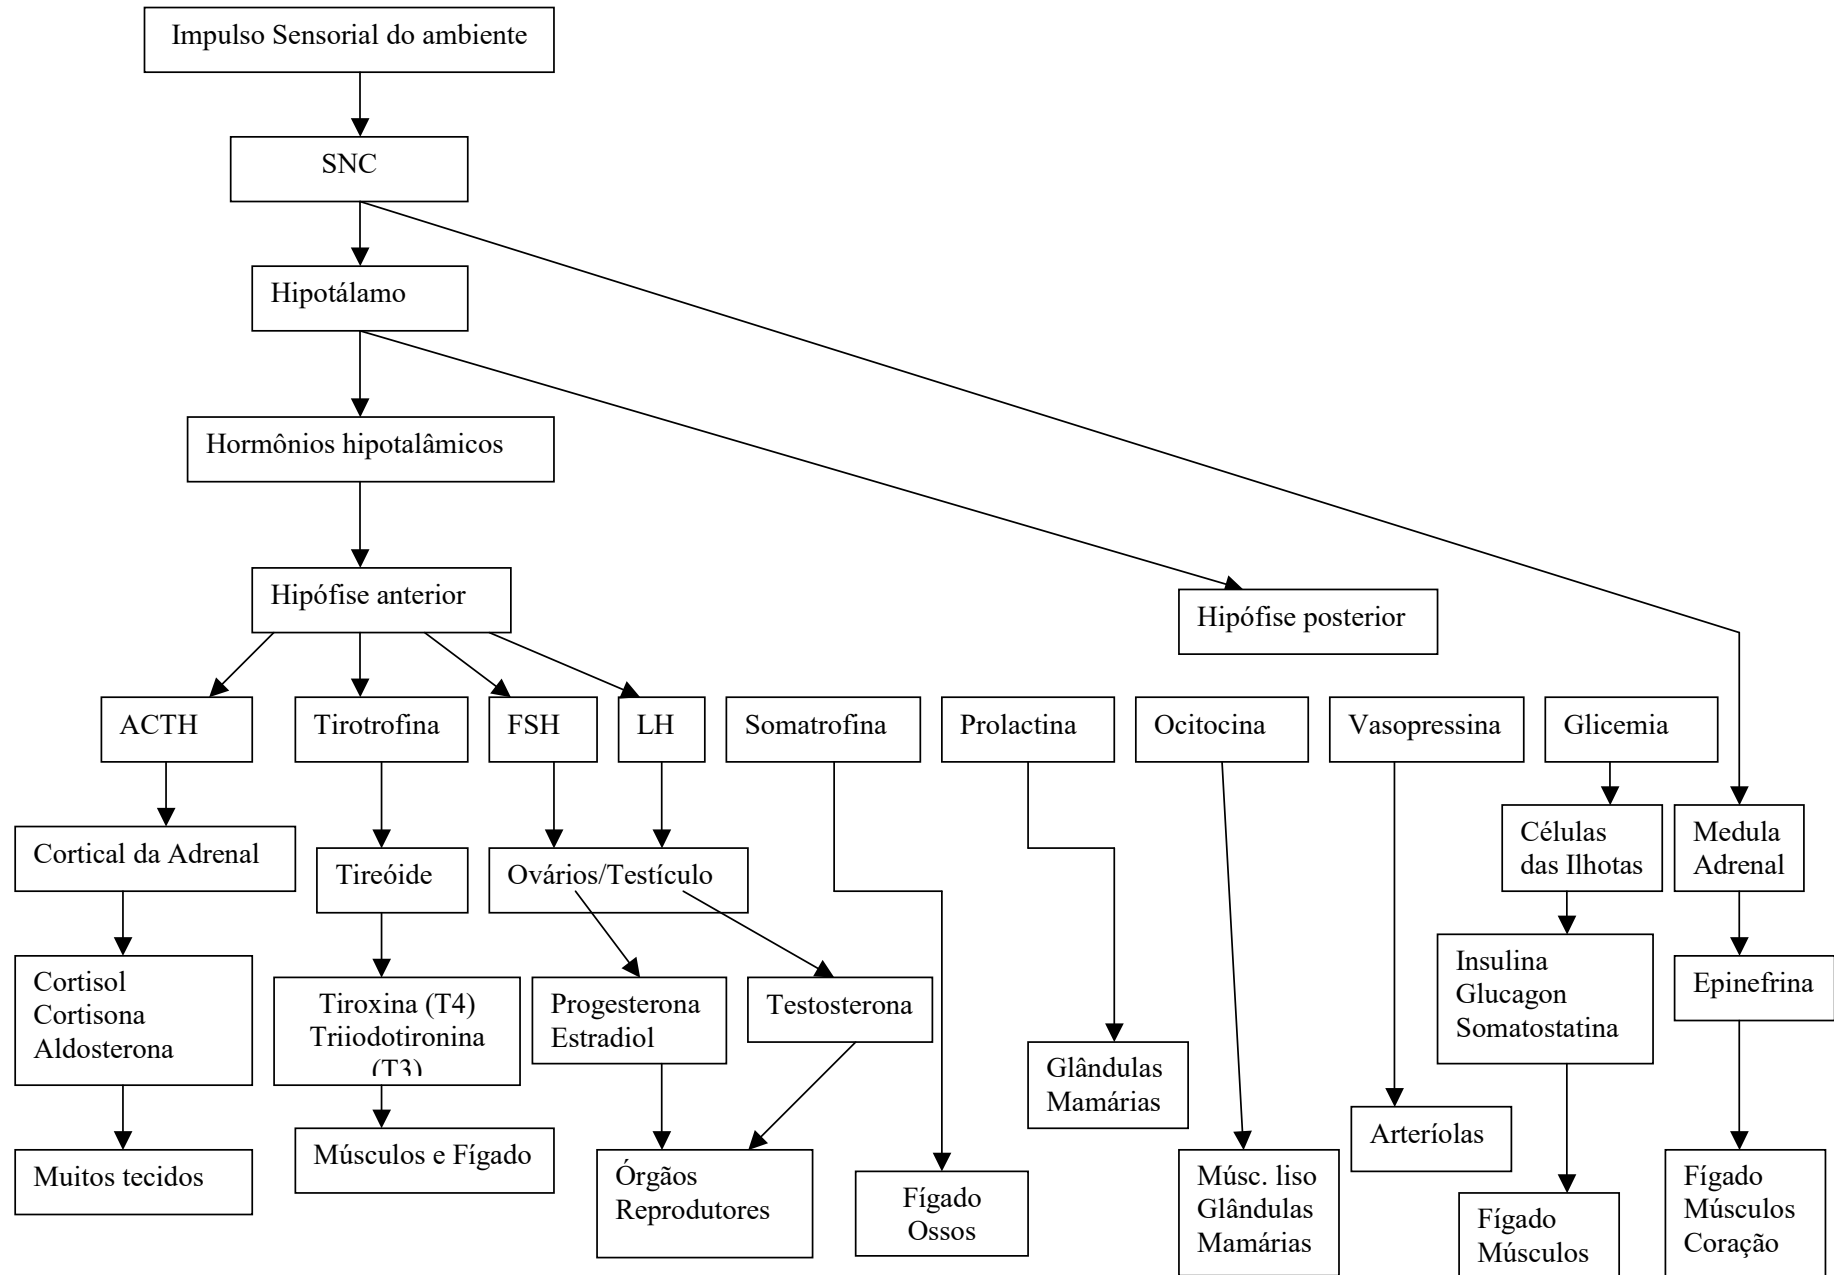 Impulso Sensorial do ambiente
SNC
Hipotálamo
Hormônios hipotalâmicos
Hipófise anterior
Hipófise posterior
ACTH
Tirotrofina
FSH
LH
Somatrofina
Prolactina
Ocitocina
Vasopressina
Glicemia
Cortical da Adrenal
Tireóide
Ovários/Testículo
Células
das Ilhotas
Medula
Adrenal
Cortisol
Cortisona
Aldosterona
Tiroxina (T4)
Triiodotironina
(T3)
Progesterona
Estradiol
Testosterona
Insulina
Glucagon
Somatostatina
Epinefrina
Glândulas
Mamárias
Arteríolas
Muitos tecidos
Músculos e Fígado
Órgãos
Reprodutores
Fígado
Ossos
Músc. liso
Glândulas
Mamárias
Fígado
Músculos
Fígado
Músculos
Coração